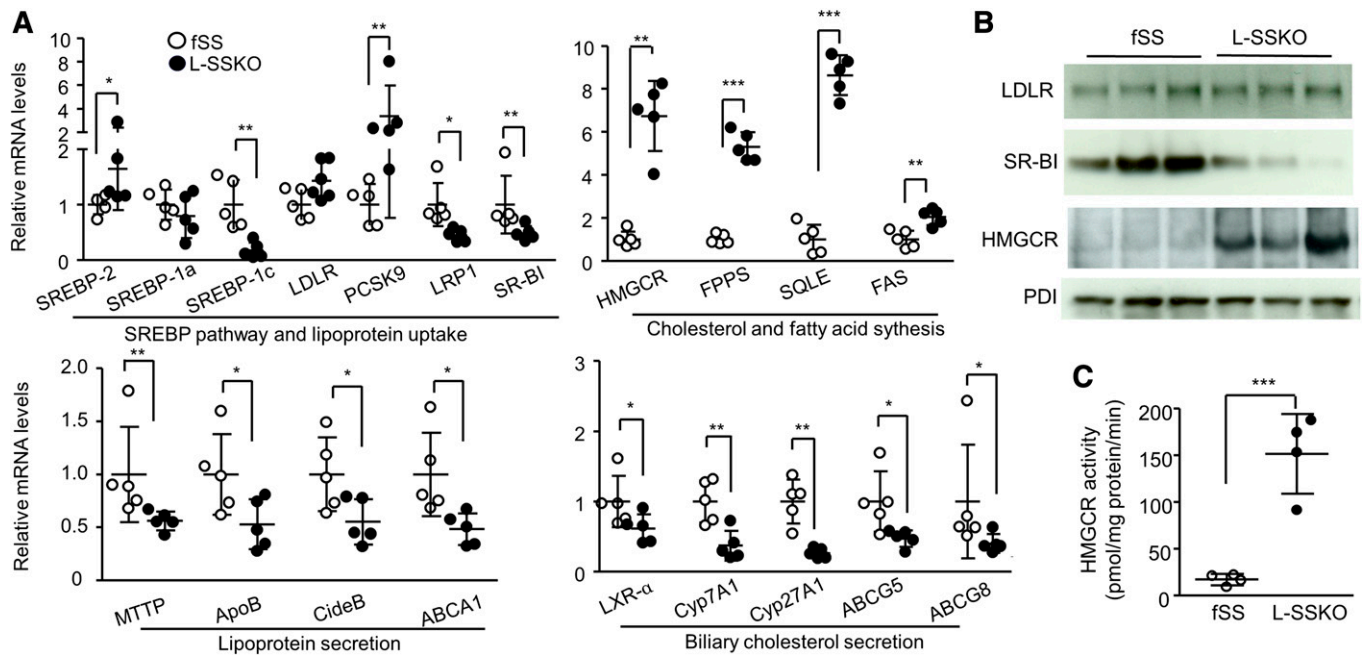 A
fSS
L-SSKO
Relative mRNA levels
10
8
6
4
2
2
1
0
*
**
**
*
**
SREBP-2
SREBP-1a
SREBP-1c
LDLR
PCSK9
LRP1
SR-BI
SREBP pathway and lipoprotein uptake
10
8
6
4
2
0
**
***
***
**
HMGCR
FPPS
SQLE
FAS
Cholesterol and fatty acid sythesis
Relative mRNA levels
2.0
1.5
1.0
0.5
0
**
*
*
*
MTTP
ApoB
CideB
ABCA1
Lipoprotein secretion
3
2
1
0
*
**
**
*
*
LXR-α
Cyp7A1
Cyp27A1
ABCG5
ABCG8
Biliary cholesterol secretion
B
fSS
L-SSKO
LDLR
SR-BI
HMGCR
PDI
C
HMGCR activity
(pmol/mg protein/min)
200
150
100
50
0
***
fSS
L-SSKO